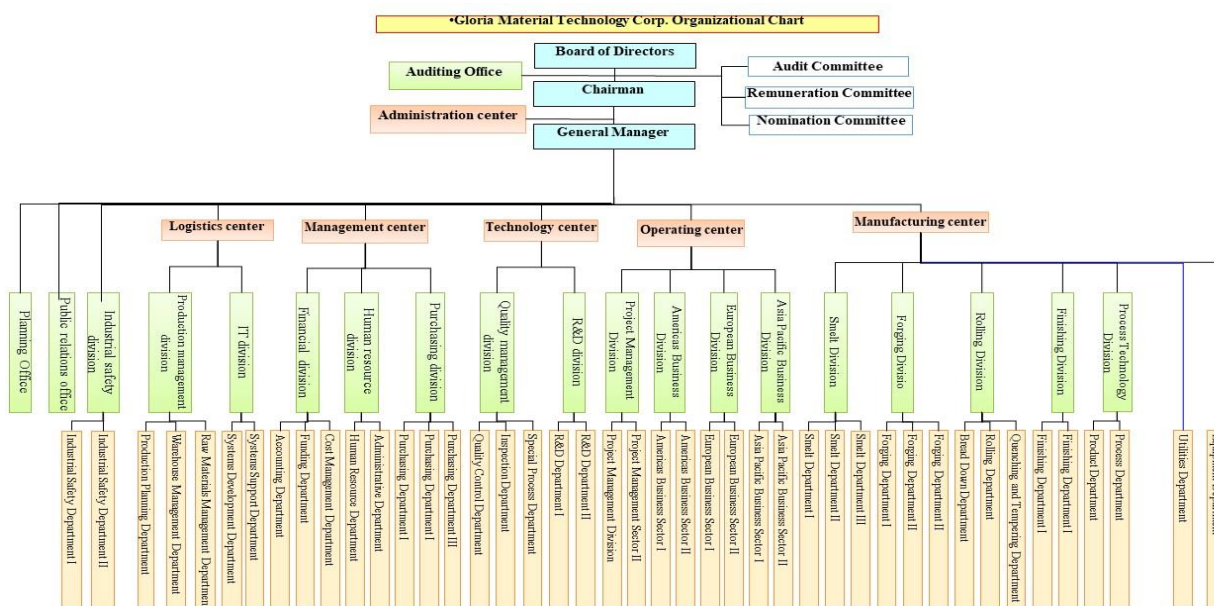 •Gloria Material Technology Corp. Organizational Chart
Board of Directors
Auditing Office
Audit Committee
Chairman
Remuneration Committee
Administration center
Nomination Committee
General Manager
Logistics center
Management center
Technology center
Operating center
Manufacturing center
Planning Office
Public relations office
Industrial safety
division
Production management
division
IT division
Financial division
Human resource
division
Purchasing division
Quality management
division
R&D division
Project Management
Division
Americas Business
Division
European Business
Division
Asia Pacific Business
Division
Smelt Division
Forging Divisio
Rolling Division
Finishing Division
Process Technology
Division
Industrial Safety Department I
Industrial Safety Department II
Production Planning Department
Warehouse Management Department
Raw Materials Management Department
Systems Development Department
Systems Support Department
Accounting Department
Funding Department
Cost Management Department
Human Resource Department
Administrative Department
Purchasing Department I
Purchasing Department I
Purchasing Department III
Quality Control Department
Inspection Department
Special Process Department
R&D Department I
R&D Department II
Project Management Division
Project Management Sector II
Americas Business Sector I
Americas Business Sector II
European Business Sector I
European Business Sector II
Asia Pacific Business Sector I
Asia Pacific Business Sector II
Smelt Department I
Smelt Department II
Smelt Department III
Forging Department I
Forging Department II
Forging Department II
Bread Down Department
Rolling Department
Quenching and Tempering Department
Finishing Department I
Finishing Department I
Product Department
Process Department
Utilities Department